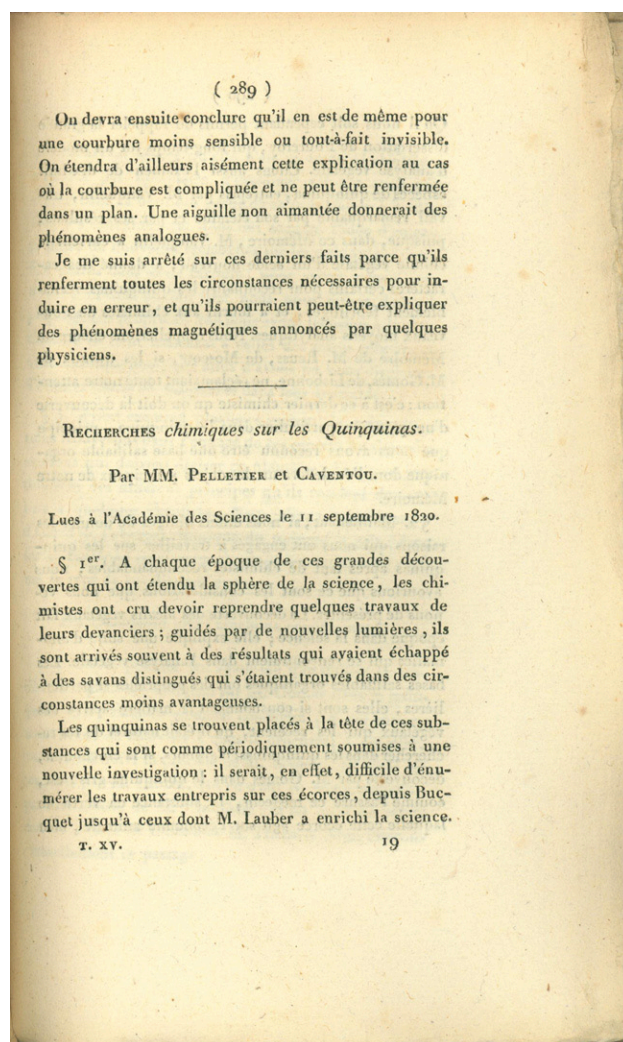 ( 289 )
On devra ensuite conclure qu'il en est de même pour
une courbure moins sensible ou tout-à-fait invisible.
On étendra d'ailleurs aisément cette explication au cas
où la courbure est compliquée et ne peut être renfermée
dans un plan. Une aiguille non aimantée donnerait des
phénomènes analogues.
Je me suis arrêté sur ces derniers faits parce qu'ils
renferment toutes les circonstances nécessaires pour in-
duire en erreur, et qu'ils pourraient peut-être expliquer
des phénomènes magnétiques annoncés par quelques
physiciens.
RECHERCHES chimiques sur les Quinquinas.
Par MM. PELLETIER et CAVENTOU.
Lues à l'Académie des Sciences le 11 septembre 1820.
§ 1er. A chaque époque de ces grandes décou-
vertes qui ont étendu la sphère de la science, les chi-
mistes ont cru devoir reprendre quelques travaux de
leurs devanciers ; guidés par de nouvelles lumières, ils
sont arrivés souvent à des résultats qui avaient échappé
à des savans distingués qui s'étaient trouvés dans des cir-
constances moins avantageuses.
Les quinquinas se trouvent placés à la tête de ces sub-
stances qui sont comme périodiquement soumises à une
nouvelle investigation : il serait, en effet, difficile d'énu-
mérer les travaux entrepris sur ces écorces, depuis Buc-
quet jusqu'à ceux dont M. Lauber a enrichi la science.
T. XV. 19